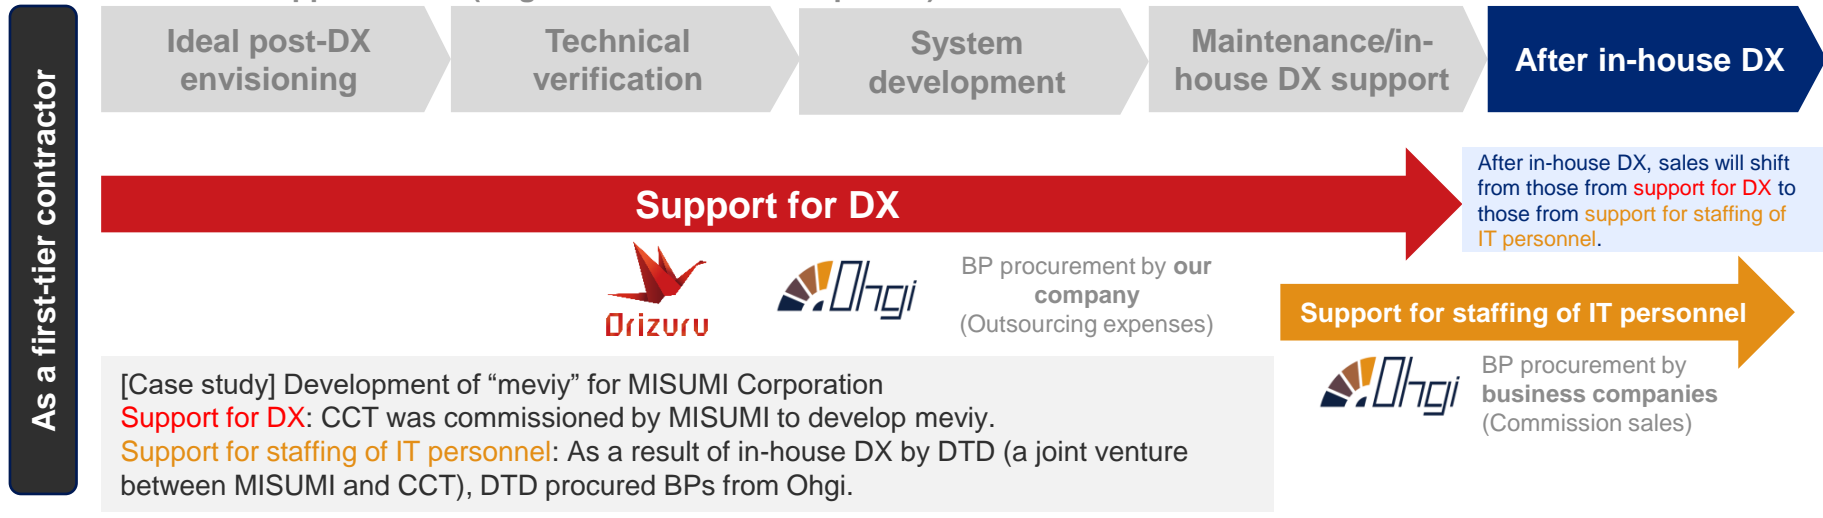 As a first-tier contractor
Ideal post-DX
envisioning
Technical
verification
System
development
Maintenance/in-
house DX support
After in-house DX
Support for DX
After in-house DX, sales will shift
from those from support for DX to
those from support for staffing of
IT personnel.
Orizuru
Ohgi
BP procurement by our
company
(Outsourcing expenses)
Support for staffing of IT personnel
Ohgi
BP procurement by
business companies
(Commission sales)
[Case study] Development of “meviy” for MISUMI Corporation
Support for DX: CCT was commissioned by MISUMI to develop meviy.
Support for staffing of IT personnel: As a result of in-house DX by DTD (a joint venture
between MISUMI and CCT), DTD procured BPs from Ohgi.